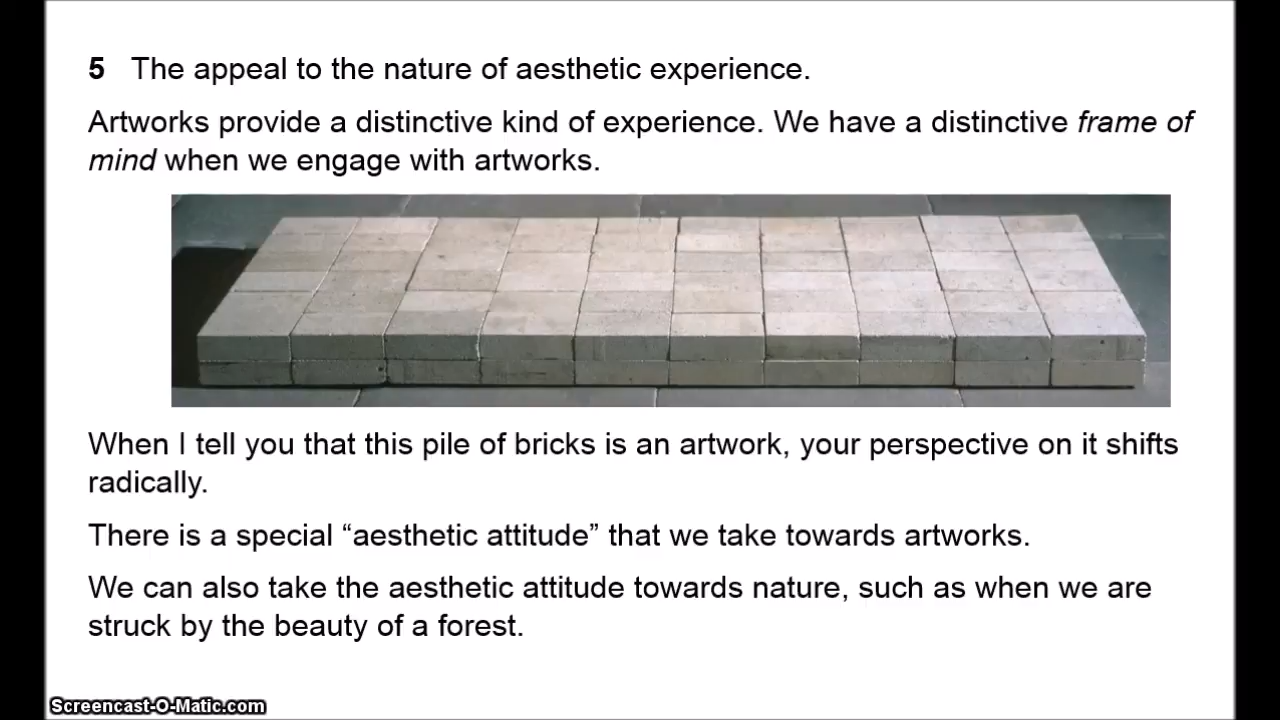 5 The appeal to the nature of aesthetic experience.
Artworks provide a distinctive kind of experience. We have a distinctive frame of
mind when we engage with artworks.
When I tell you that this pile of bricks is an artwork, your perspective on it shifts
radically.
There is a special “aesthetic attitude” that we take towards artworks.
We can also take the aesthetic attitude towards nature, such as when we are
struck by the beauty of a forest.
Screencast-O-Matic.com